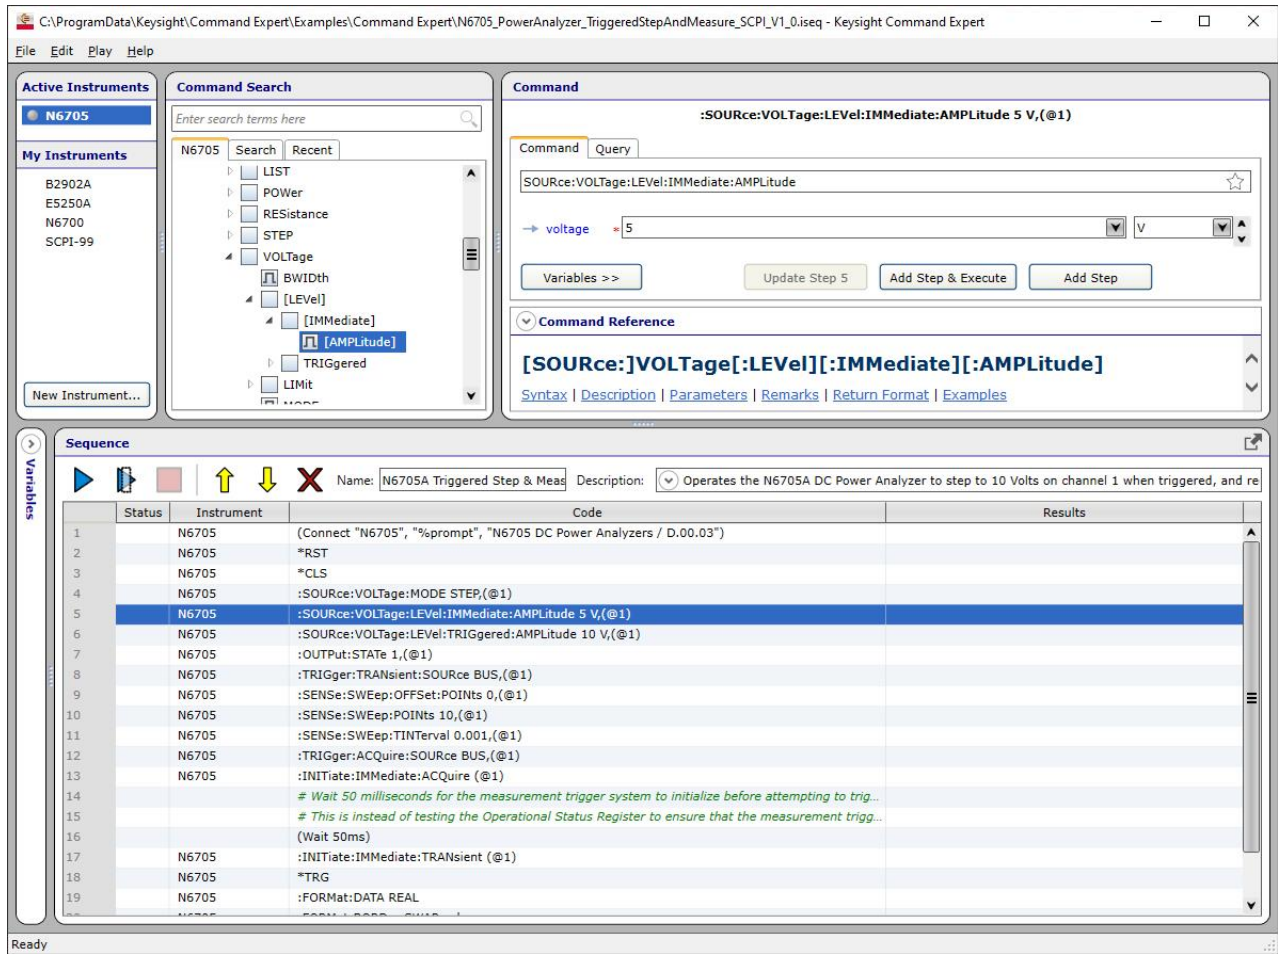 C:\ProgramData\Keysight\Command Expert\Examples\Command Expert\N6705_PowerAnalyzer_TriggeredStepAndMeasure_SCPI_V1_0.iseq - Keysight Command Expert
File Edit Play Help
Active Instruments
N6705
My Instruments
B2902A
E5250A
N6700
SCPI-99
New Instrument...
Command Search
Enter search terms here
N6705 Search Recent
LIST
POWer
RESistance
STEP
VOLTage
BWIDth
[LEVel]
[IMMediate]
[AMPLitude]
TRIGgered
LIMit
MODE
Command
:SOURce:VOLTage:LEVel:IMMediate:AMPLitude 5 V,(@1)
Command Query
SOURce:VOLTage:LEVel:IMMediate:AMPLitude
voltage * 5 V
Variables >> Update Step 5 Add Step & Execute Add Step
Command Reference
[SOURce:]VOLTage[:LEVel][:IMMediate][:AMPLitude]
Syntax | Description | Parameters | Remarks | Return Format | Examples
Variables
Sequence
Name: N6705A Triggered Step & Meas Description: Operates the N6705A DC Power Analyzer to step to 10 Volts on channel 1 when triggered, and re
Status Instrument Code Results
1 N6705 (Connect "N6705", "%prompt", "N6705 DC Power Analyzers / D.00.03")
2 N6705 *RST
3 N6705 *CLS
4 N6705 :SOURce:VOLTage:MODE STEP,(@1)
5 N6705 :SOURce:VOLTage:LEVel:IMMediate:AMPLitude 5 V,(@1)
6 N6705 :SOURce:VOLTage:LEVel:TRIGgered:AMPLitude 10 V,(@1)
7 N6705 :OUTPut:STATe 1,(@1)
8 N6705 :TRIGger:TRANsient:SOURce BUS,(@1)
9 N6705 :SENSe:SWEep:OFFSet:POINts 0,(@1)
10 N6705 :SENSe:SWEep:POINts 10,(@1)
11 N6705 :SENSe:SWEep:TINTerval 0.001,(@1)
12 N6705 :TRIGger:ACQuire:SOURce BUS,(@1)
13 N6705 :INITiate:IMMediate:ACQuire (@1)
14 # Wait 50 milliseconds for the measurement trigger system to initialize before attempting to trig...
15 # This is instead of testing the Operational Status Register to ensure that the measurement trigg...
16 (Wait 50ms)
17 N6705 :INITiate:IMMediate:TRANsient (@1)
18 N6705 *TRG
19 N6705 :FORMat:DATA REAL
Ready